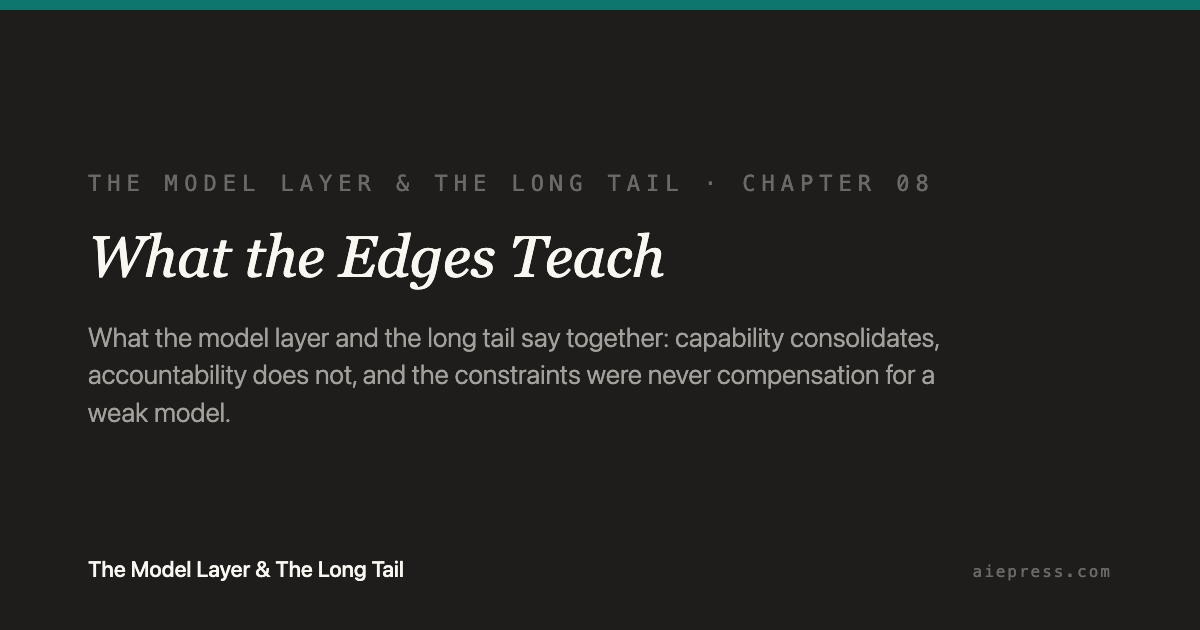 THE MODEL LAYER & THE LONG TAIL · CHAPTER 08
What the Edges Teach
What the model layer and the long tail say together: capability consolidates,
accountability does not, and the constraints were never compensation for a
weak model.
The Model Layer & The Long Tail
aiepress.com